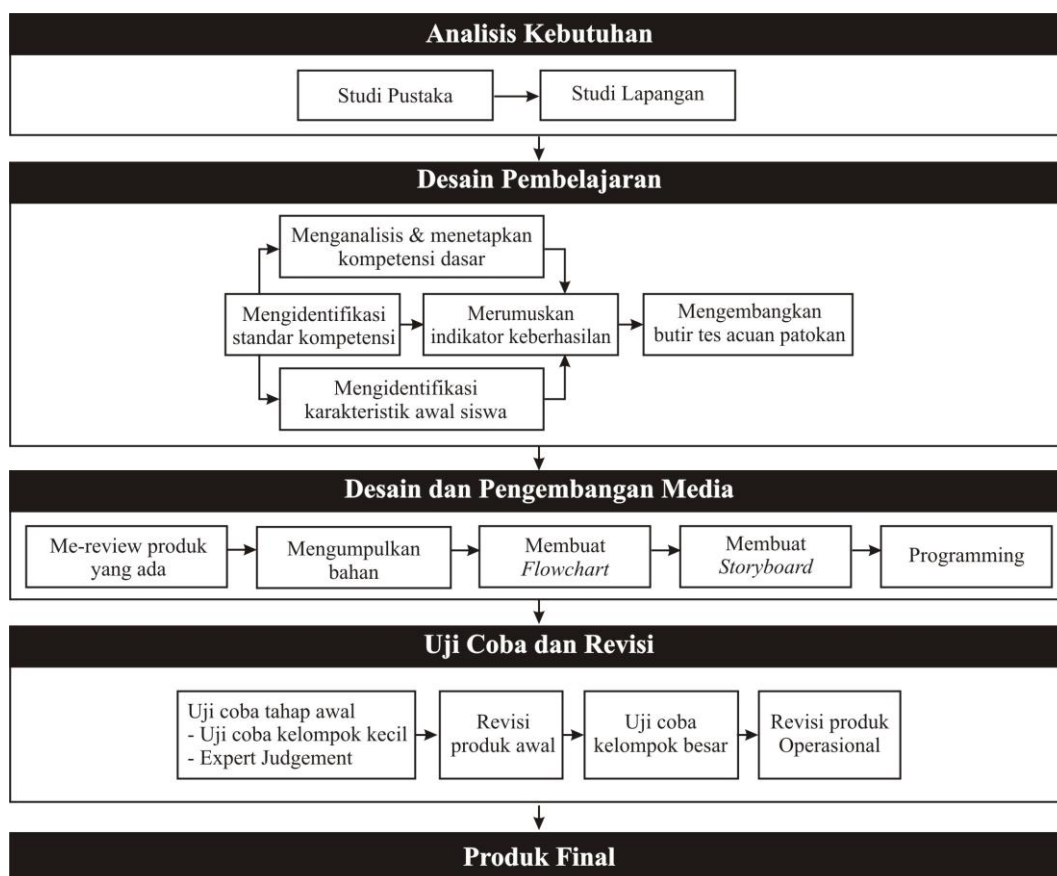 Analisis Kebutuhan
Studi Pustaka
Studi Lapangan
Desain Pembelajaran
Menganalisis & menetapkan
kompetensi dasar
Mengidentifikasi
standar kompetensi
Merumuskan
indikator keberhasilan
Mengembangkan
butir tes acuan patokan
Mengidentifikasi
karakteristik awal siswa
Desain dan Pengembangan Media
Me-review produk
yang ada
Mengumpulkan
bahan
Membuat
Flowchart
Membuat
Storyboard
Programming
Uji Coba dan Revisi
Uji coba tahap awal
- Uji coba kelompok kecil
- Expert Judgement
Revisi
produk awal
Uji coba
kelompok besar
Revisi produk
Operasional
Produk Final